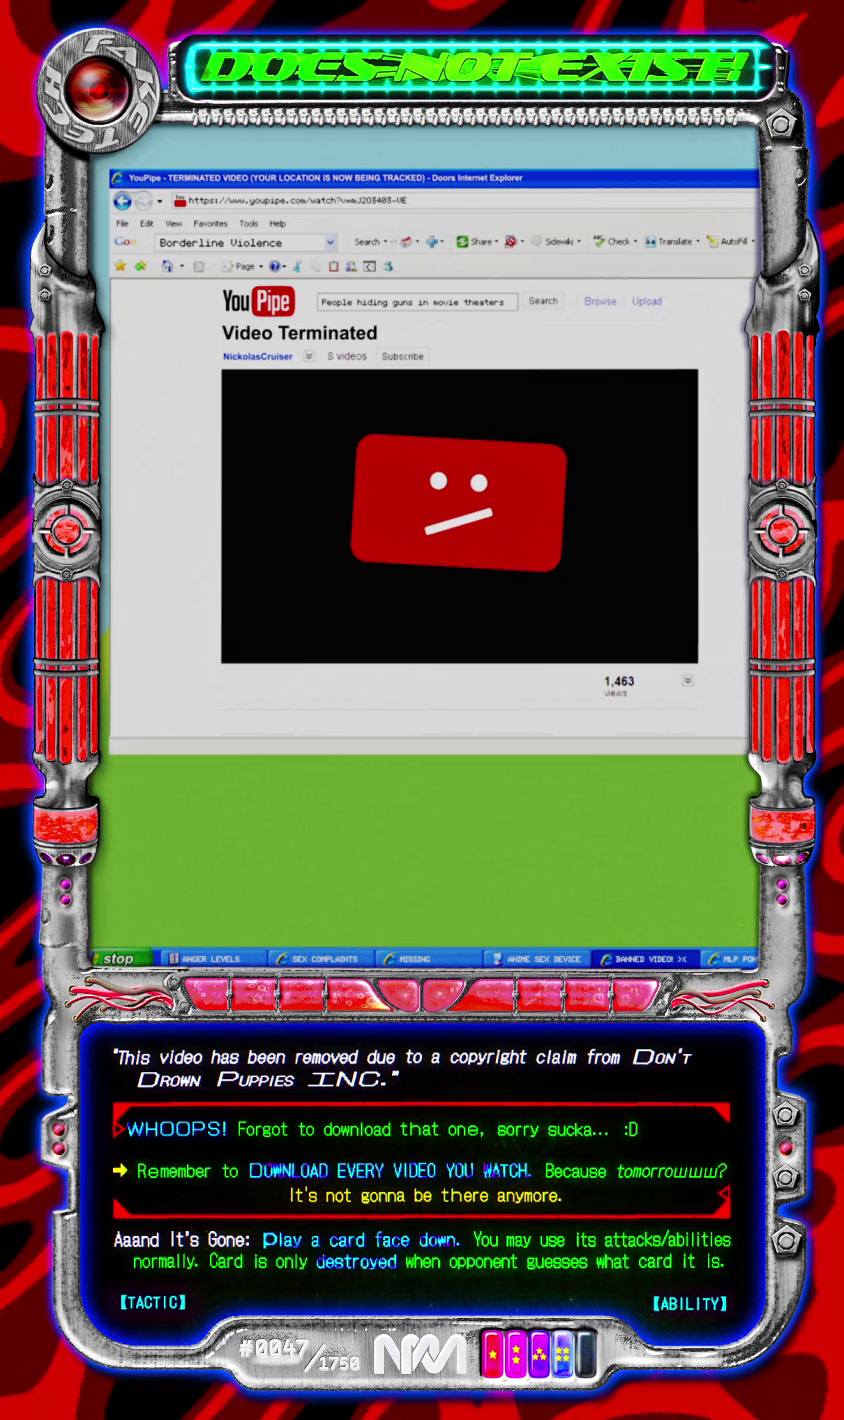 FAKE TECH
DOES NOT EXIST!
YouPipe - TERMINATED VIDEO (YOUR LOCATION IS NOW BEING TRACKED) - Doors Internet Explorer
https://www.youpipe.com/watch?v=mJ203403-VE
File Edit View Favorites Tools Help
Goo Borderline Violence Search Share Sidewiki Check Translate AutoFill
Page
YouPipe People hiding guns in movie theaters Search Browse Upload
Video Terminated
NickolasCruiser 8 videos Subscribe
1,463
views
stop ANGER LEVELS SEX COMPLAINTS MISSING ANIME SEX DEVICE BANNED VIDEO! >< MLP PON
"This video has been removed due to a copyright claim from DON'T
DROWN PUPPIES INC."
WHOOPS! Forgot to download that one, sorry sucka... :D
Remember to DOWNLOAD EVERY VIDEO YOU WATCH. Because tomorrowww?
It's not gonna be there anymore.
Aaand It's Gone: Play a card face down. You may use its attacks/abilities
normally. Card is only destroyed when opponent guesses what card it is.
[TACTIC] [ABILITY]
#0047/1750 NM